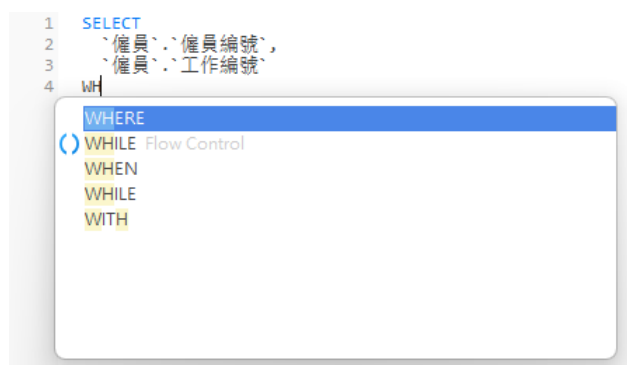 1 SELECT
2 `僱員`.`僱員編號`,
3 `僱員`.`工作編號`
4 WH
WHERE
WHILE Flow Control
WHEN
WHILE
WITH